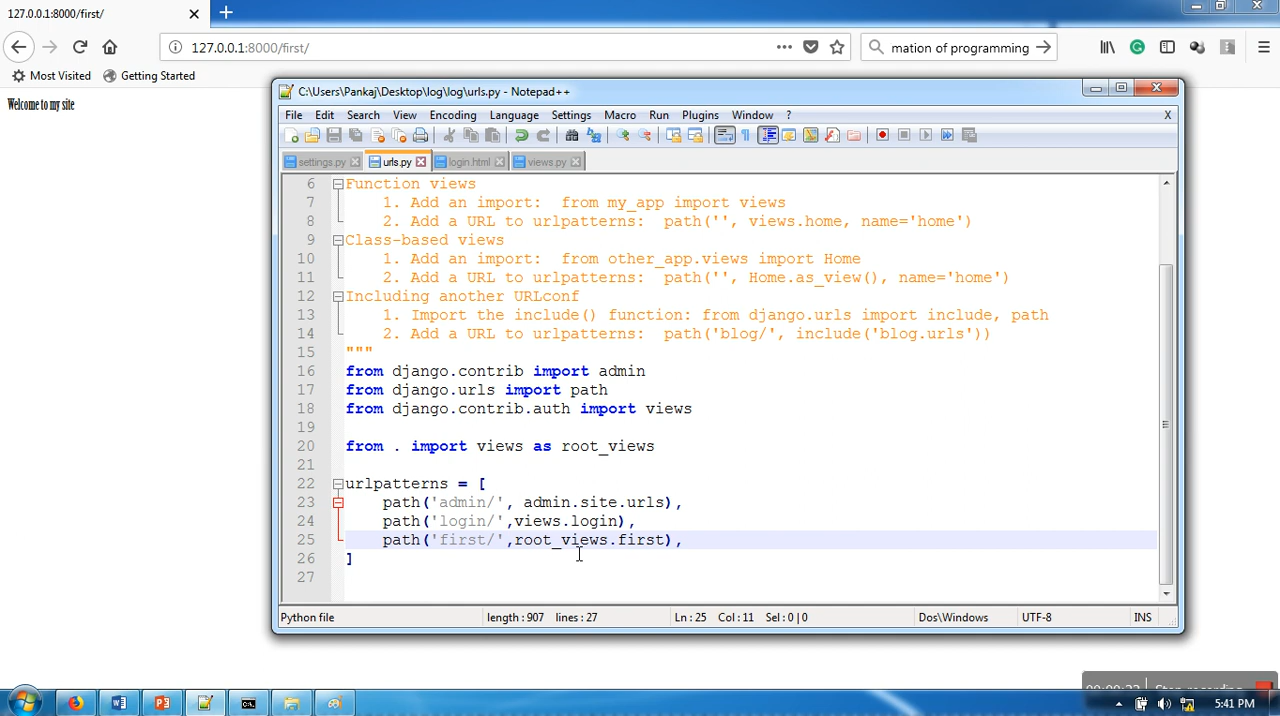 127.0.0.1:8000/first/
127.0.0.1:8000/first/
mation of programming
Most Visited
Getting Started
Welcome to my site
C:\Users\Pankaj\Desktop\log\log\urls.py - Notepad++
File Edit Search View Encoding Language Settings Macro Run Plugins Window ?
X
settings.py urls.py login.html views.py
6 Function views
7 1. Add an import:  from my_app import views
8 2. Add a URL to urlpatterns:  path('', views.home, name='home')
9 Class-based views
10 1. Add an import:  from other_app.views import Home
11 2. Add a URL to urlpatterns:  path('', Home.as_view(), name='home')
12 Including another URLconf
13 1. Import the include() function: from django.urls import include, path
14 2. Add a URL to urlpatterns:  path('blog/', include('blog.urls'))
15 """
16 from django.contrib import admin
17 from django.urls import path
18 from django.contrib.auth import views
19
20 from . import views as root_views
21
22 urlpatterns = [
23 path('admin/', admin.site.urls),
24 path('login/',views.login),
25 path('first/',root_views.first),
26 ]
27
Python file length : 907 lines : 27 Ln : 25 Col : 11 Sel : 0 | 0 Dos\Windows UTF-8 INS
5:41 PM